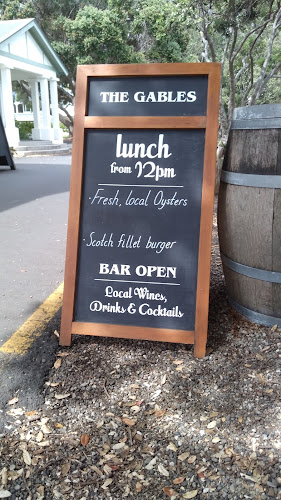 THE GABLES
lunch
from 12pm
-Fresh, local Oysters
-Scotch fillet burger
BAR OPEN
Local Wines,
Drinks & Cocktails